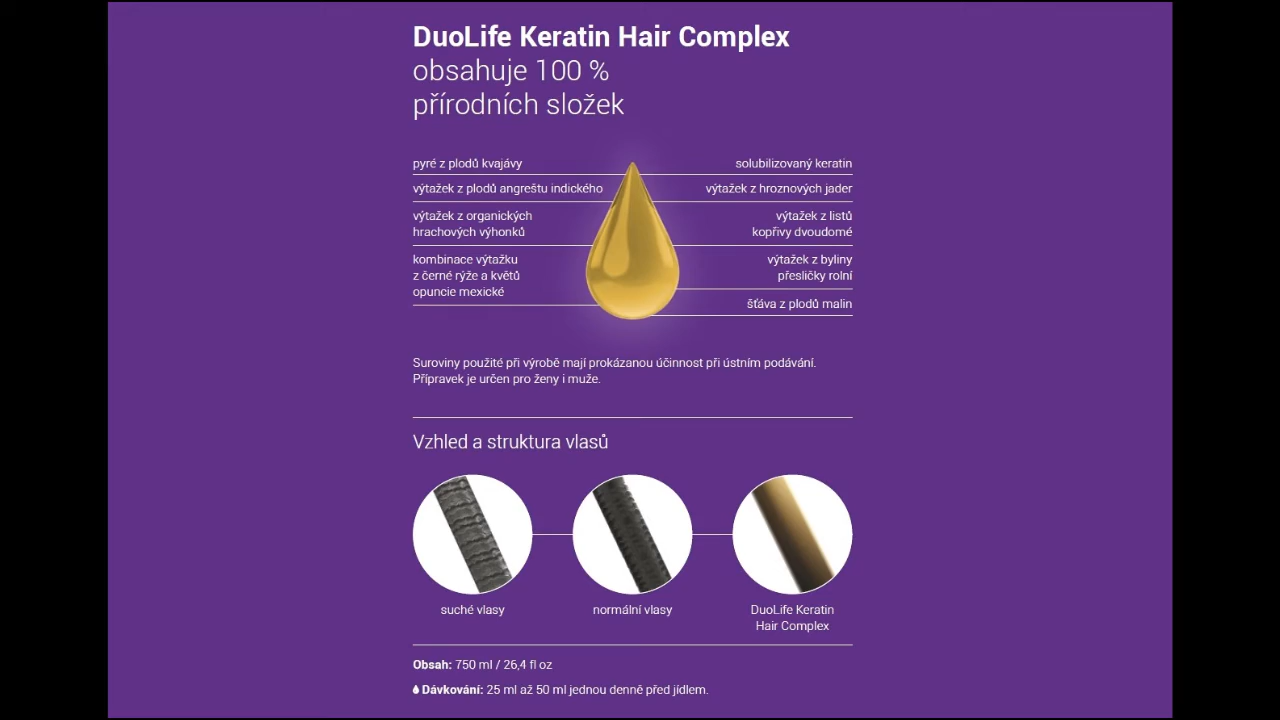 DuoLife Keratin Hair Complex
obsahuje 100 %
přírodních složek
pyré z plodů kvajávy
výtažek z plodů angreštu indického
výtažek z organických
hrachových výhonků
kombinace výtažku
z černé rýže a květů
opuncie mexické
solubilizovaný keratin
výtažek z hroznových jader
výtažek z listů
kopřivy dvoudomé
výtažek z byliny
přesličky rolní
šťáva z plodů malin
Suroviny použité při výrobě mají prokázanou účinnost při ústním podávání.
Přípravek je určen pro ženy i muže.
Vzhled a struktura vlasů
suché vlasy
normální vlasy
DuoLife Keratin
Hair Complex
Obsah: 750 ml / 26,4 fl oz
Dávkování: 25 ml až 50 ml jednou denně před jídlem.